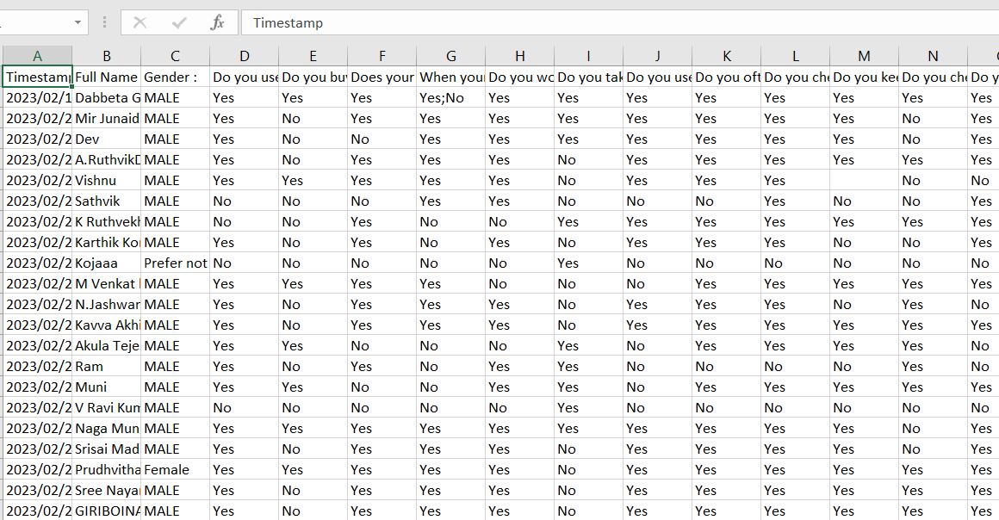 fx Timestamp
A B C D E F G H I J K L M N
Timestamp Full Name Gender : Do you use Do you buy Does your When your Do you wo Do you tak Do you use Do you oft Do you che Do you kee Do you che Do y
2023/02/1 Dabbeta G MALE Yes Yes Yes Yes;No Yes Yes Yes Yes Yes Yes Yes Yes
2023/02/2 Mir Junaid MALE Yes No Yes Yes Yes Yes Yes Yes Yes Yes No Yes
2023/02/2 Dev MALE Yes No No Yes Yes Yes Yes Yes Yes Yes No Yes
2023/02/2 A.RuthvikD MALE Yes No Yes Yes Yes No Yes Yes Yes Yes Yes Yes
2023/02/2 Vishnu MALE Yes Yes Yes Yes Yes No Yes Yes Yes No No
2023/02/2 Sathvik MALE No No No Yes Yes No No No Yes No No Yes
2023/02/2 K Ruthvekh MALE No No Yes No No Yes Yes Yes Yes Yes Yes Yes
2023/02/2 Karthik Kor MALE Yes No Yes No Yes No Yes Yes Yes No No Yes
2023/02/2 Kojaaa Prefer not No No No No No Yes No No No No No No
2023/02/2 M Venkat MALE Yes Yes Yes Yes No No No Yes Yes Yes Yes Yes
2023/02/2 N.Jashwan MALE Yes No Yes Yes Yes No Yes Yes Yes No Yes No
2023/02/2 Kavva Akhi MALE Yes No Yes Yes Yes No Yes Yes Yes Yes Yes Yes
2023/02/2 Akula Teje MALE Yes Yes No No No Yes No Yes Yes Yes Yes No
2023/02/2 Ram MALE Yes No Yes No Yes Yes No No No No Yes No
2023/02/2 Muni MALE Yes Yes No No Yes Yes No Yes Yes No Yes Yes
2023/02/2 V Ravi Kum MALE No No No No No Yes No No No No No No
2023/02/2 Naga Mun MALE Yes Yes Yes Yes Yes Yes Yes Yes Yes Yes No Yes
2023/02/2 Srisai Mad MALE Yes No Yes Yes Yes No Yes Yes Yes Yes No Yes
2023/02/2 Prudhvitha Female Yes Yes Yes Yes Yes No Yes Yes Yes Yes Yes Yes
2023/02/2 Sree Nayar MALE Yes No Yes Yes Yes No Yes Yes Yes Yes Yes Yes
2023/02/2 GIRIBOINA MALE Yes No Yes Yes Yes No Yes Yes Yes Yes Yes Yes